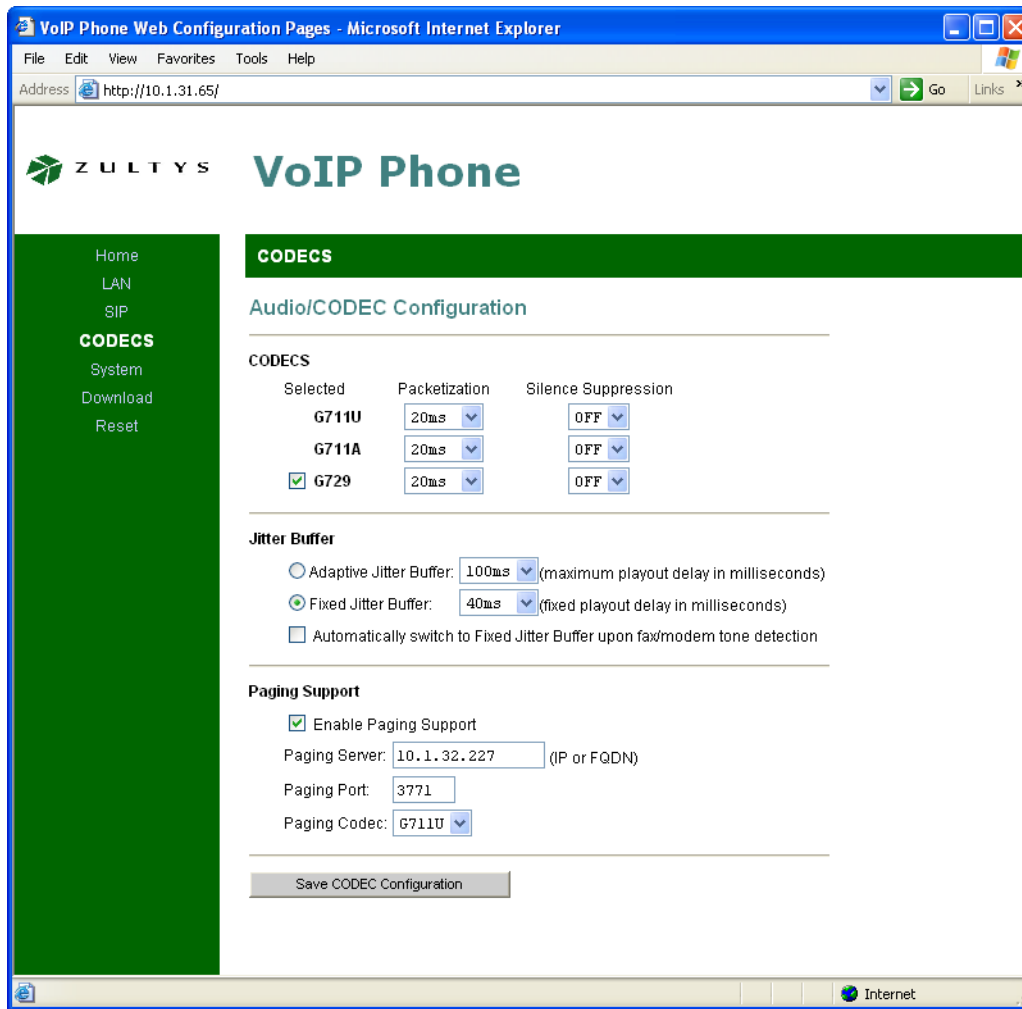 VoIP Phone Web Configuration Pages - Microsoft Internet Explorer
File Edit View Favorites Tools Help
Address http://10.1.31.65/ Go Links
ZULTYS VoIP Phone
Home
LAN
SIP
CODECS
System
Download
Reset
CODECS
Audio/CODEC Configuration
CODECS
Selected Packetization Silence Suppression
G711U 20ms OFF
G711A 20ms OFF
G729 20ms OFF
Jitter Buffer
Adaptive Jitter Buffer: 100ms (maximum playout delay in milliseconds)
Fixed Jitter Buffer: 40ms (fixed playout delay in milliseconds)
Automatically switch to Fixed Jitter Buffer upon fax/modem tone detection
Paging Support
Enable Paging Support
Paging Server: 10.1.32.227 (IP or FQDN)
Paging Port: 3771
Paging Codec: G711U
Save CODEC Configuration
Internet